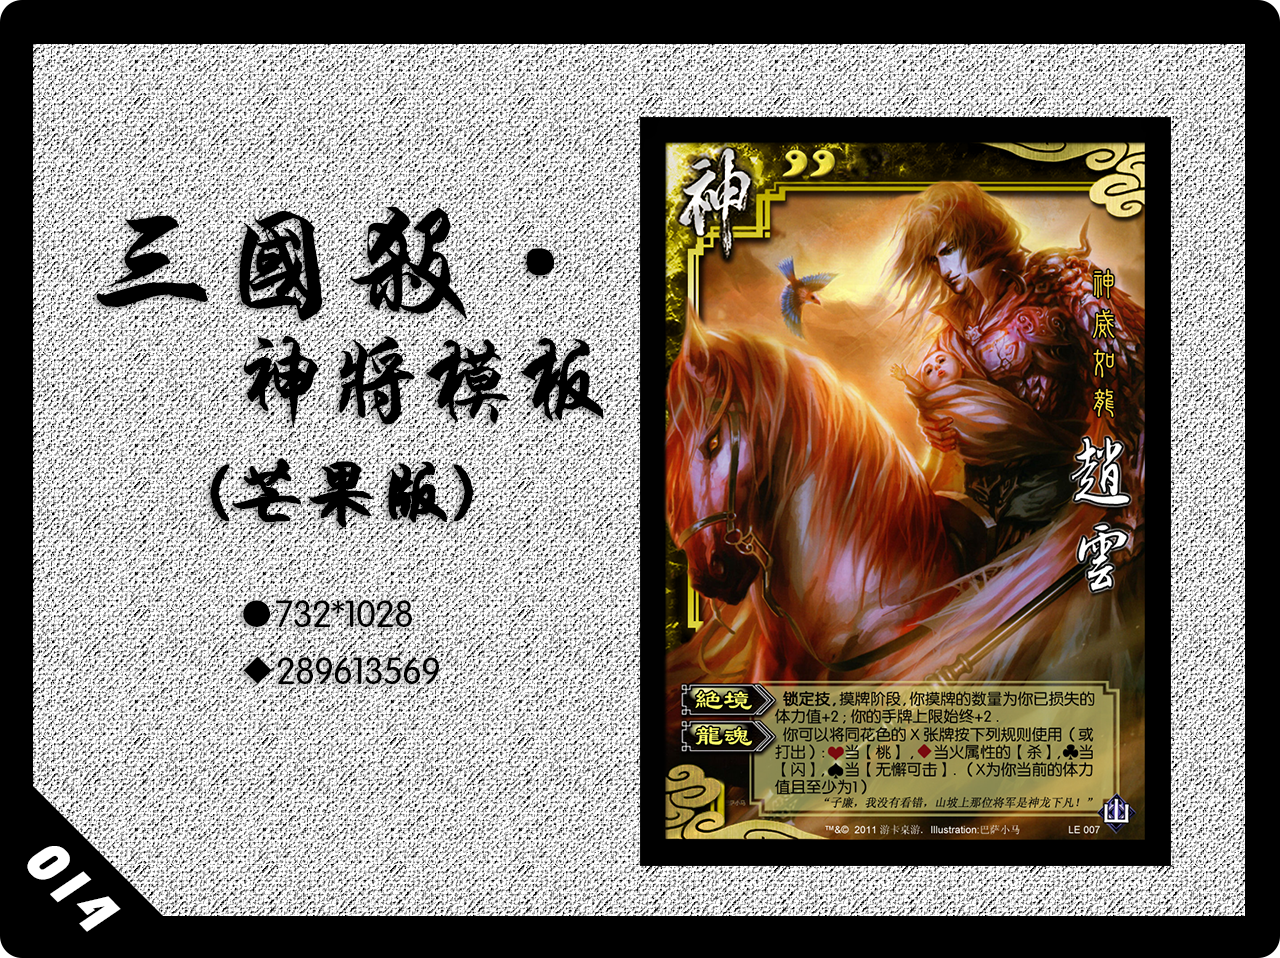 三國殺·
神將模板
(芒果版)
●732*1028
◆289613569
014
神
神威如龍
趙雲
絕境
锁定技,摸牌阶段,你摸牌的数量为你已损失的
体力值+2；你的手牌上限始终+2.
龍魂
你可以将同花色的 X 张牌按下列规则使用（或
打出）:♥当【桃】,♦当火属性的【杀】,♣当
【闪】,♠当【无懈可击】.（X为你当前的体力
值且至少为1）
“子廉，我没有看错，山坡上那位将军是神龙下凡！”
山
™&© 2011 游卡桌游. Illustration:巴萨小马
LE 007